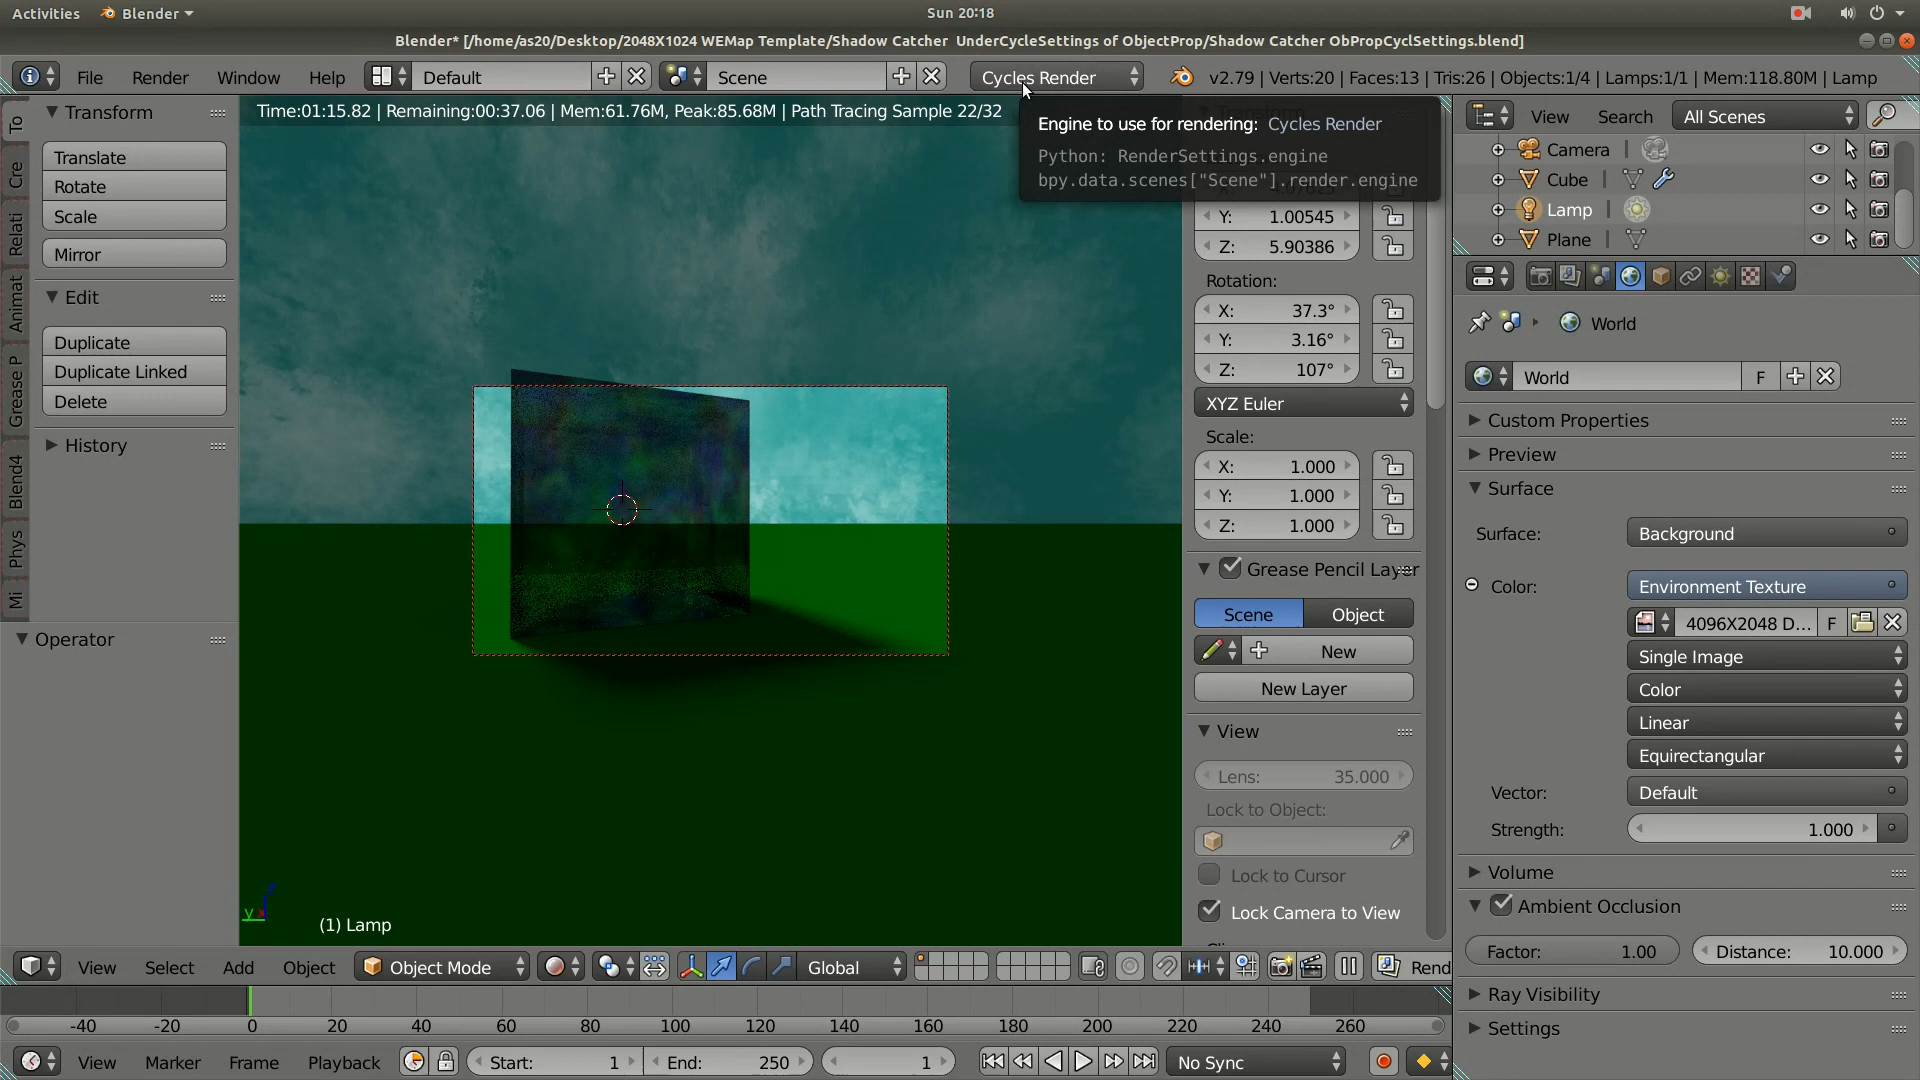 Activities Blender Sun 20:18
Blender* [/home/as20/Desktop/2048X1024 WEMap Template/Shadow Catcher UnderCycleSettings of ObjectProp/Shadow Catcher ObPropCyclSettings.blend]
File Render Window Help Default Scene Cycles Render v2.79 | Verts:20 | Faces:13 | Tris:26 | Objects:1/4 | Lamps:1/1 | Mem:118.80M | Lamp
Time:01:15.82 | Remaining:00:37.06 | Mem:61.76M, Peak:85.68M | Path Tracing Sample 22/32
Engine to use for rendering: Cycles Render
Python: RenderSettings.engine
bpy.data.scenes["Scene"].render.engine
To
Cre
Relati
Animat
Grease P
Blend4
Phys
Mi
Transform
Translate
Rotate
Scale
Mirror
Edit
Duplicate
Duplicate Linked
Delete
History
Operator
(1) Lamp
z
y x
Y: 1.00545
Z: 5.90386
Rotation:
X: 37.3°
Y: 3.16°
Z: 107°
XYZ Euler
Scale:
X: 1.000
Y: 1.000
Z: 1.000
Grease Pencil Layer
Scene Object
New
New Layer
View
Lens: 35.000
Lock to Object:
Lock to Cursor
Lock Camera to View
View Search All Scenes
Camera
Cube
Lamp
Plane
World
World F
Custom Properties
Preview
Surface
Surface: Background
Color: Environment Texture
4096X2048 D... F
Single Image
Color
Linear
Equirectangular
Vector: Default
Strength: 1.000
Volume
Ambient Occlusion
Factor: 1.00 Distance: 10.000
Ray Visibility
Settings
View Select Add Object Object Mode Global Rend
-40 -20 0 20 40 60 80 100 120 140 160 180 200 220 240 260
View Marker Frame Playback Start: 1 End: 250 1 No Sync